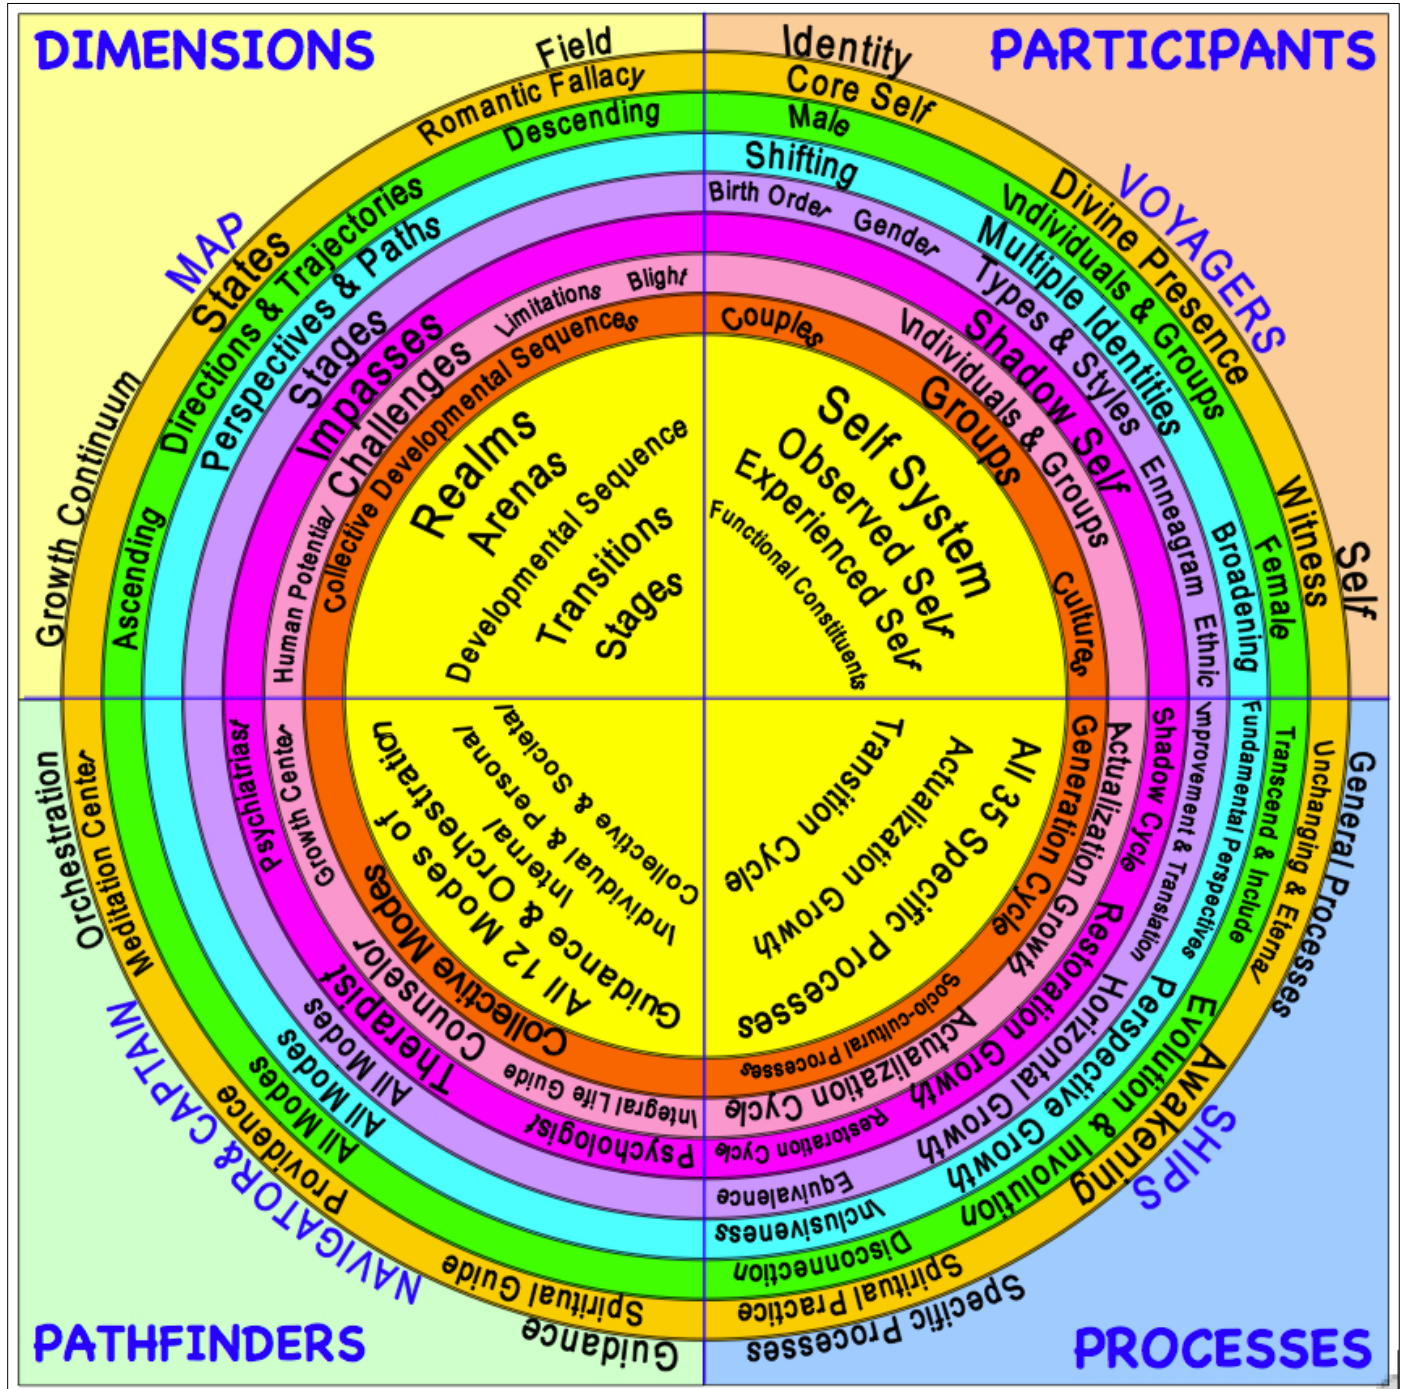 DIMENSIONS
Field
MAP
Growth Continuum
Romantic Fallacy
States
Descending
Directions & Trajectories
Ascending
Perspectives & Paths
Stages
Impasses
Blight
Limitations
Challenges
Human Potential
Collective Developmental Sequences
Realms
Arenas
Developmental Sequence
Transitions
Stages
PARTICIPANTS
Identity
VOYAGERS
Self
Core Self
Divine Presence
Witness
Male
Individuals & Groups
Female
Shifting
Multiple Identities
Broadening
Birth Order
Gender
Types & Styles
Enneagram
Ethnic
Shadow Self
Individuals & Groups
Couples
Groups
Cultures
Self System
Observed Self
Experienced Self
Functional Constituents
PATHFINDERS
Orchestration
NAVIGATOR & CAPTAIN
Guidance
Meditation Center
Providence
Spiritual Guide
All Modes
All Modes
All Modes
Psychiatrist
Therapist
Psychologist
Growth Center
Counselor
Integral Life Guide
Collective Modes
All 12 Modes of
Guidance & Orchestration
Internal
Individual & Personal
Collective & Societal
PROCESSES
General Processes
SHIPS
Specific Processes
Unchanging & Eternal
Awakening
Spiritual Practice
Transcend & Include
Evolution & Involution
Disconnection
Fundamental Perspectives
Perspective Growth
Inclusiveness
Improvement & Translation
Horizontal Growth
Equivalence
Shadow Cycle
Restoration Growth
Restoration Cycle
Actualization Growth
Actualization Cycle
Generation Cycle
Socio-cultural Processes
All 35 Specific Processes
Actualization Growth
Transition Cycle